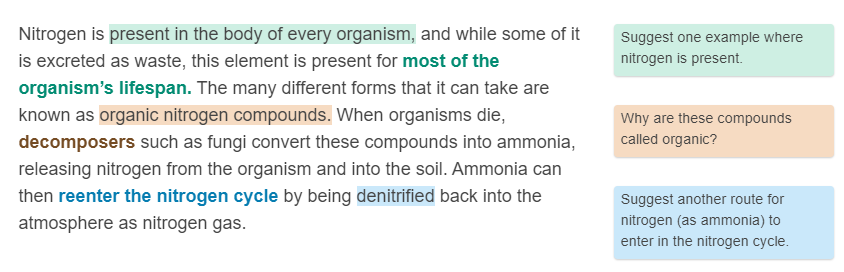 Nitrogen is present in the body of every organism, and while some of it
is excreted as waste, this element is present for most of the
organism’s lifespan. The many different forms that it can take are
known as organic nitrogen compounds. When organisms die,
decomposers such as fungi convert these compounds into ammonia,
releasing nitrogen from the organism and into the soil. Ammonia can
then reenter the nitrogen cycle by being denitrified back into the
atmosphere as nitrogen gas.
Suggest one example where
nitrogen is present.
Why are these compounds
called organic?
Suggest another route for
nitrogen (as ammonia) to
enter in the nitrogen cycle.